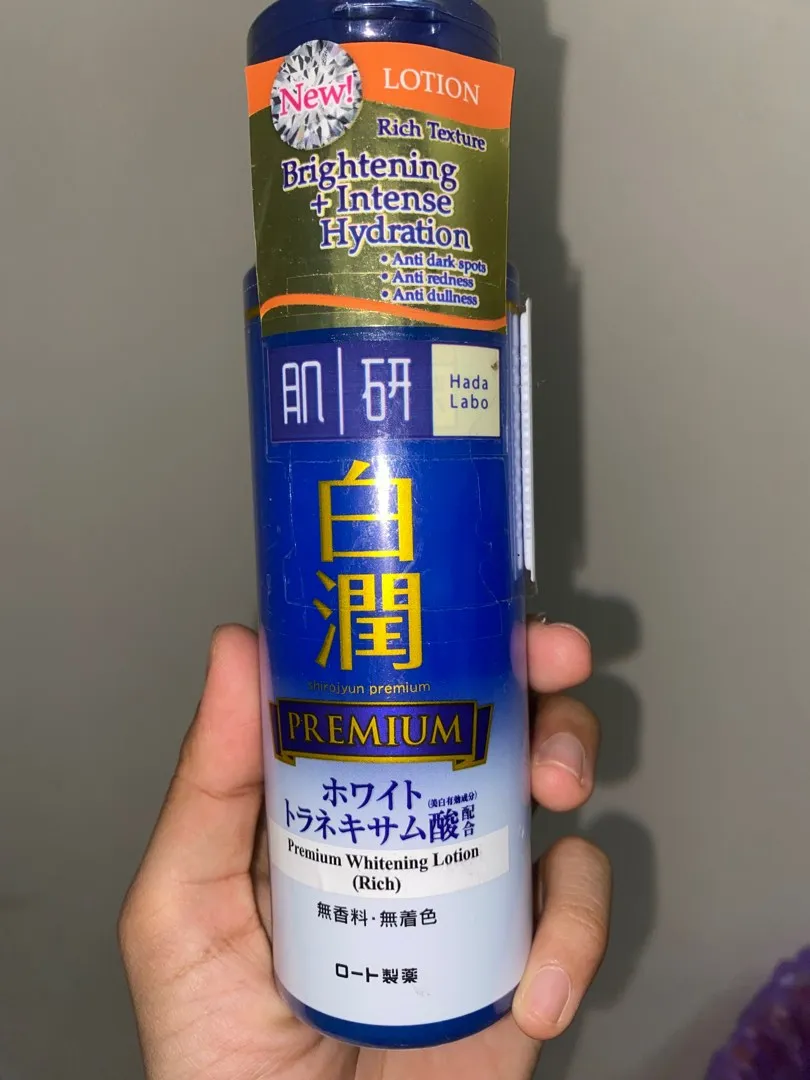 New!
LOTION
Rich Texture
Brightening
+ Intense
Hydration
• Anti dark spots
• Anti redness
• Anti dullness
肌研
Hada
Labo
白
潤
shirojyun premium
PREMIUM
ホワイト
トラネキサム酸(美白有効成分)配合
Premium Whitening Lotion
(Rich)
無香料・無着色
ロート製薬